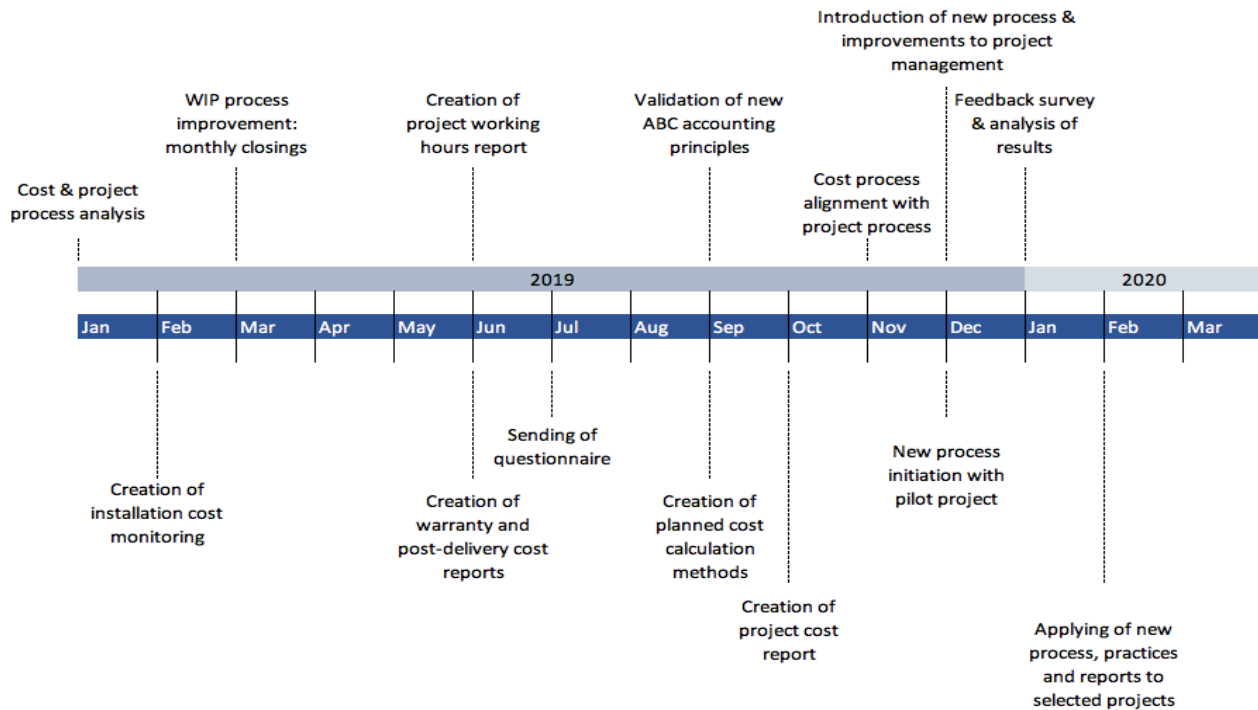 Introduction of new process &
improvements to project
management
WIP process
improvement:
monthly closings
Creation of
project working
hours report
Validation of new
ABC accounting
principles
Feedback survey
& analysis of
results
Cost & project
process analysis
Cost process
alignment with
project process
2019
2020
Jan
Feb
Mar
Apr
May
Jun
Jul
Aug
Sep
Oct
Nov
Dec
Jan
Feb
Mar
Creation of
installation cost
monitoring
Sending of
questionnaire
Creation of
warranty and
post-delivery cost
reports
Creation of
planned cost
calculation
methods
New process
initiation with
pilot project
Creation of
project cost
report
Applying of new
process, practices
and reports to
selected projects